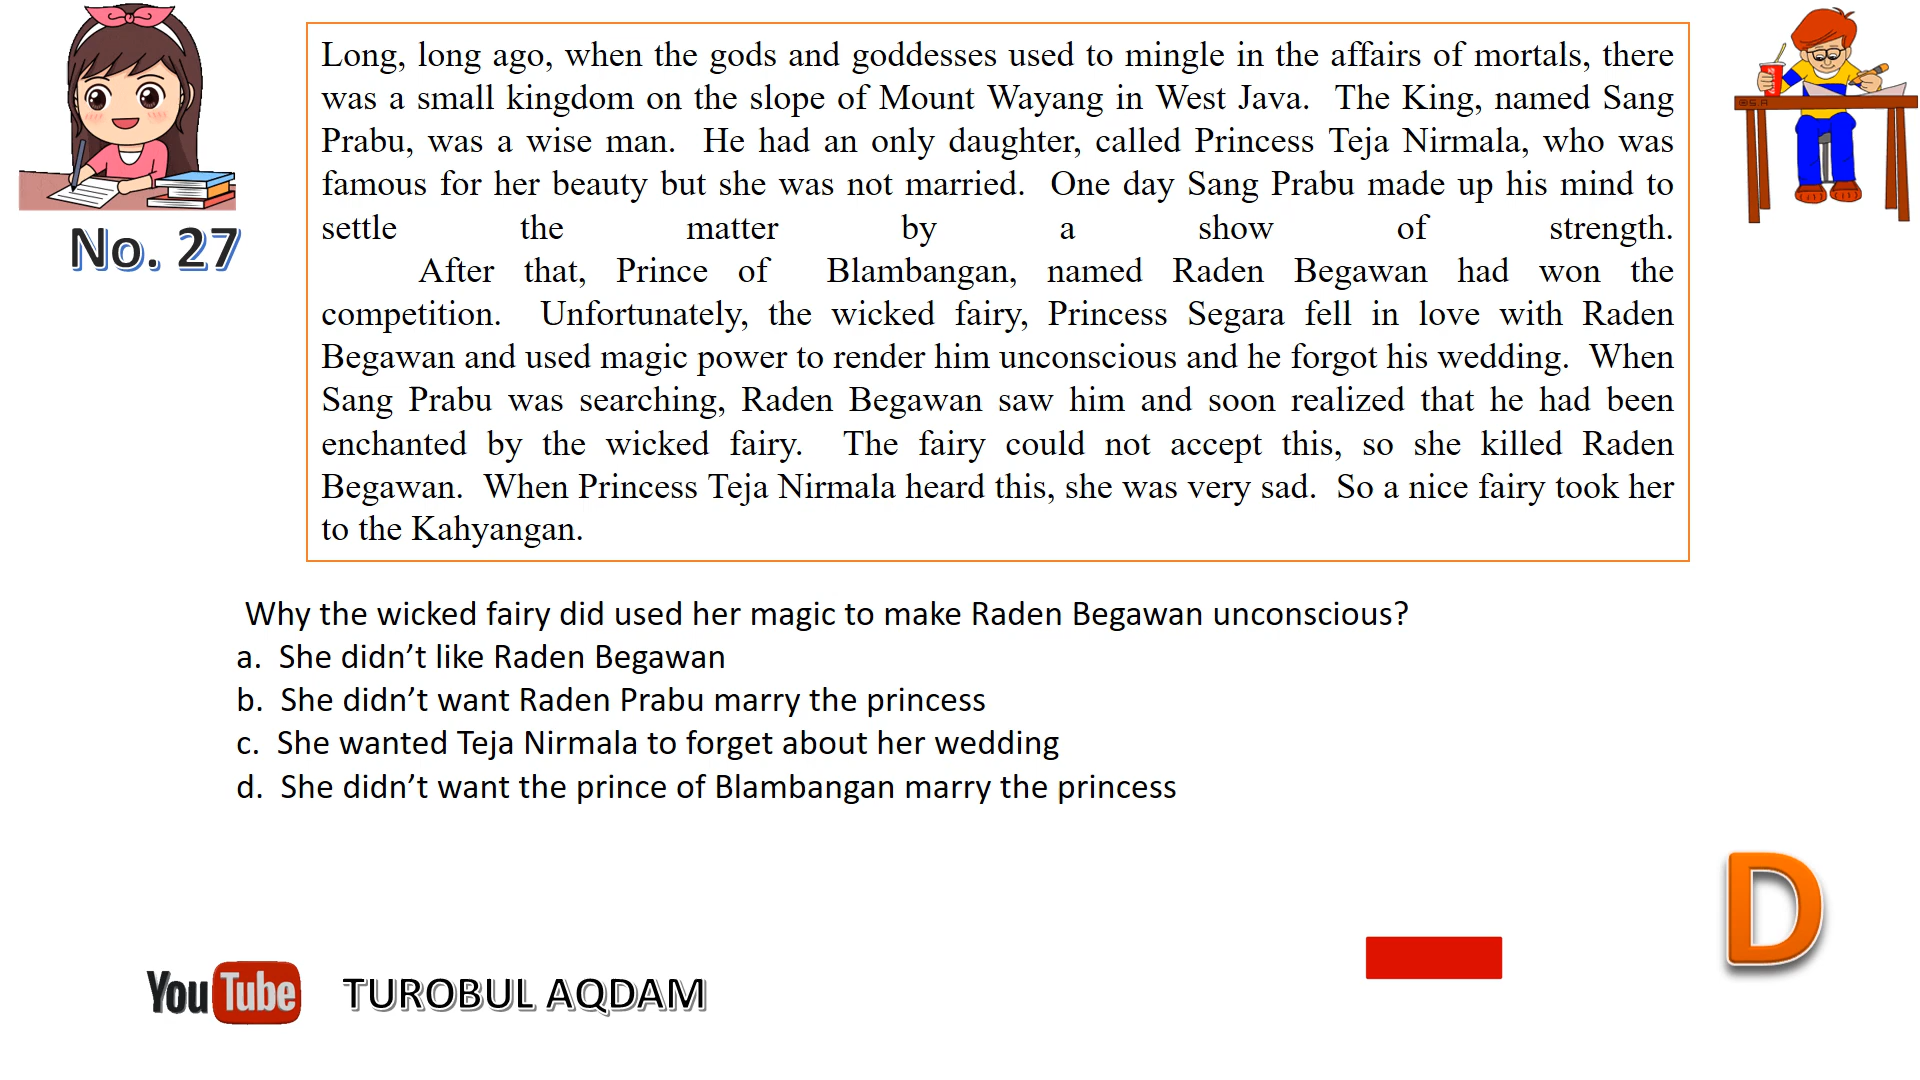 Long, long ago, when the gods and goddesses used to mingle in the affairs of mortals, there
was a small kingdom on the slope of Mount Wayang in West Java. The King, named Sang
Prabu, was a wise man. He had an only daughter, called Princess Teja Nirmala, who was
famous for her beauty but she was not married. One day Sang Prabu made up his mind to
settle the matter by a show of strength.
After that, Prince of Blambangan, named Raden Begawan had won the
competition. Unfortunately, the wicked fairy, Princess Segara fell in love with Raden
Begawan and used magic power to render him unconscious and he forgot his wedding. When
Sang Prabu was searching, Raden Begawan saw him and soon realized that he had been
enchanted by the wicked fairy. The fairy could not accept this, so she killed Raden
Begawan. When Princess Teja Nirmala heard this, she was very sad. So a nice fairy took her
to the Kahyangan.
No. 27
Why the wicked fairy did used her magic to make Raden Begawan unconscious?
a. She didn’t like Raden Begawan
b. She didn’t want Raden Prabu marry the princess
c. She wanted Teja Nirmala to forget about her wedding
d. She didn’t want the prince of Blambangan marry the princess
D
YouTube TUROBUL AQDAM